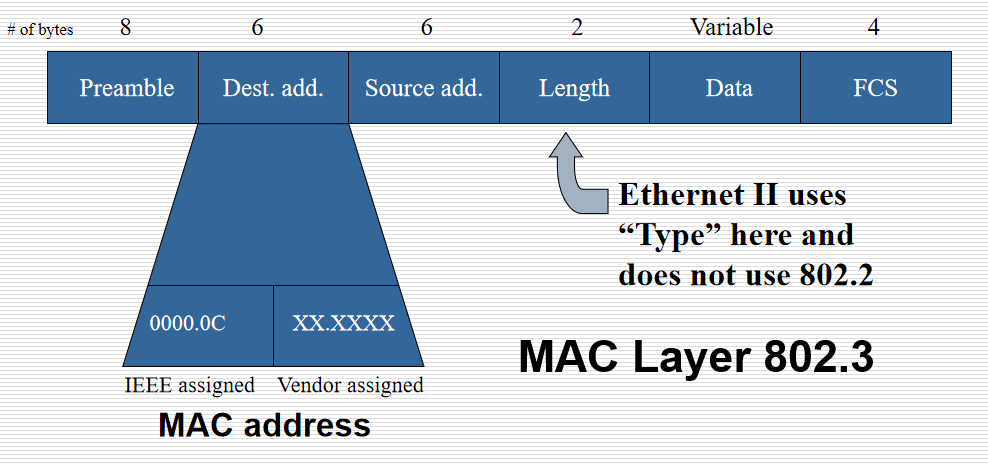 # of bytes 8 6 6 2 Variable 4
Preamble Dest. add. Source add. Length Data FCS
Ethernet II uses
“Type” here and
does not use 802.2
0000.0C XX.XXXX
MAC Layer 802.3
IEEE assigned Vendor assigned
MAC address